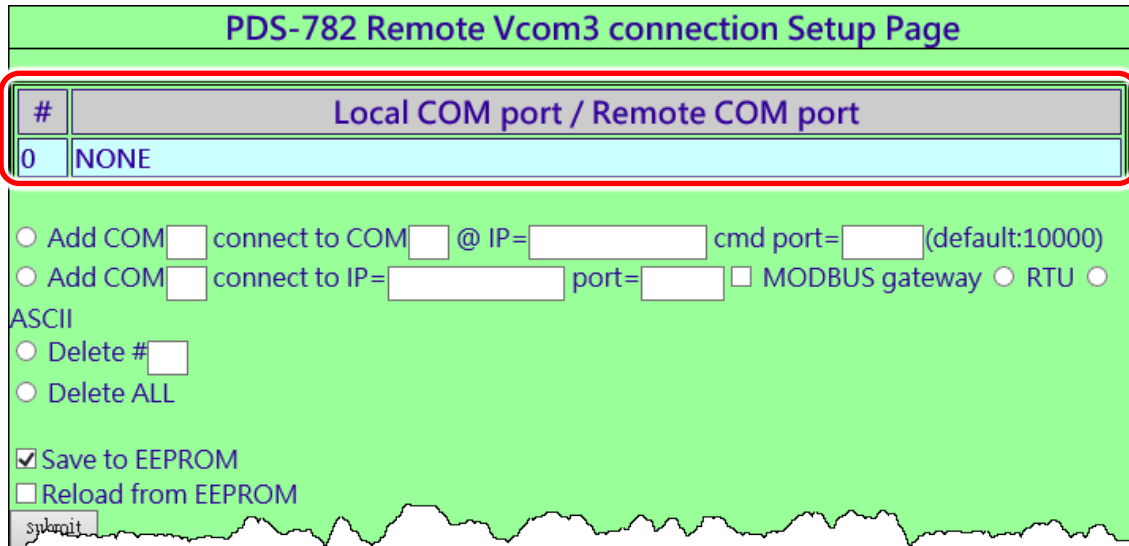 PDS-782 Remote Vcom3 connection Setup Page
# Local COM port / Remote COM port
0 NONE
Add COM connect to COM @ IP= cmd port= (default:10000)
Add COM connect to IP= port= MODBUS gateway RTU
ASCII
Delete #
Delete ALL
Save to EEPROM
Reload from EEPROM
submit